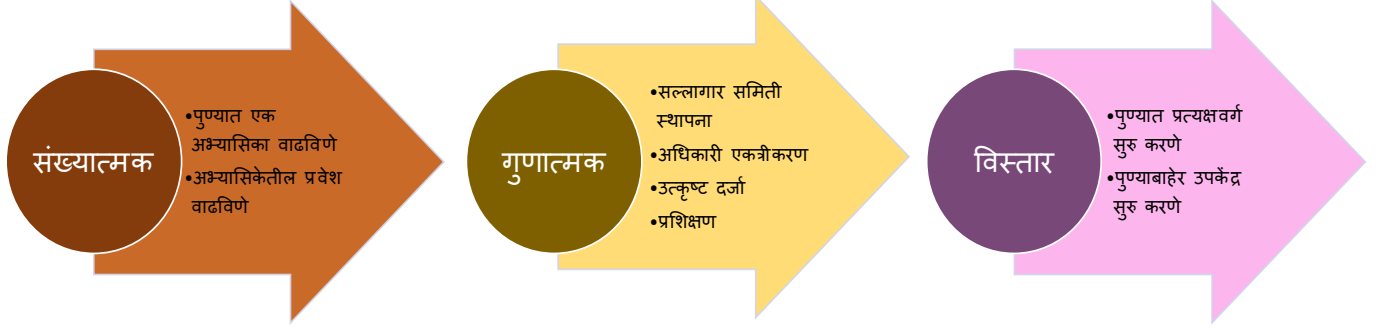 संख्यात्मक
•पुण्यात एक
अभ्यासिका वाढविणे
•अभ्यासिकेतील प्रवेश
वाढविणे
गुणात्मक
•सल्लागार समिती
स्थापना
•अधिकारी एकत्रीकरण
•उत्कृष्ट दर्जा
•प्रशिक्षण
विस्तार
•पुण्यात प्रत्यक्षवर्ग
सुरु करणे
•पुण्याबाहेर उपकेंद्र
सुरु करणे